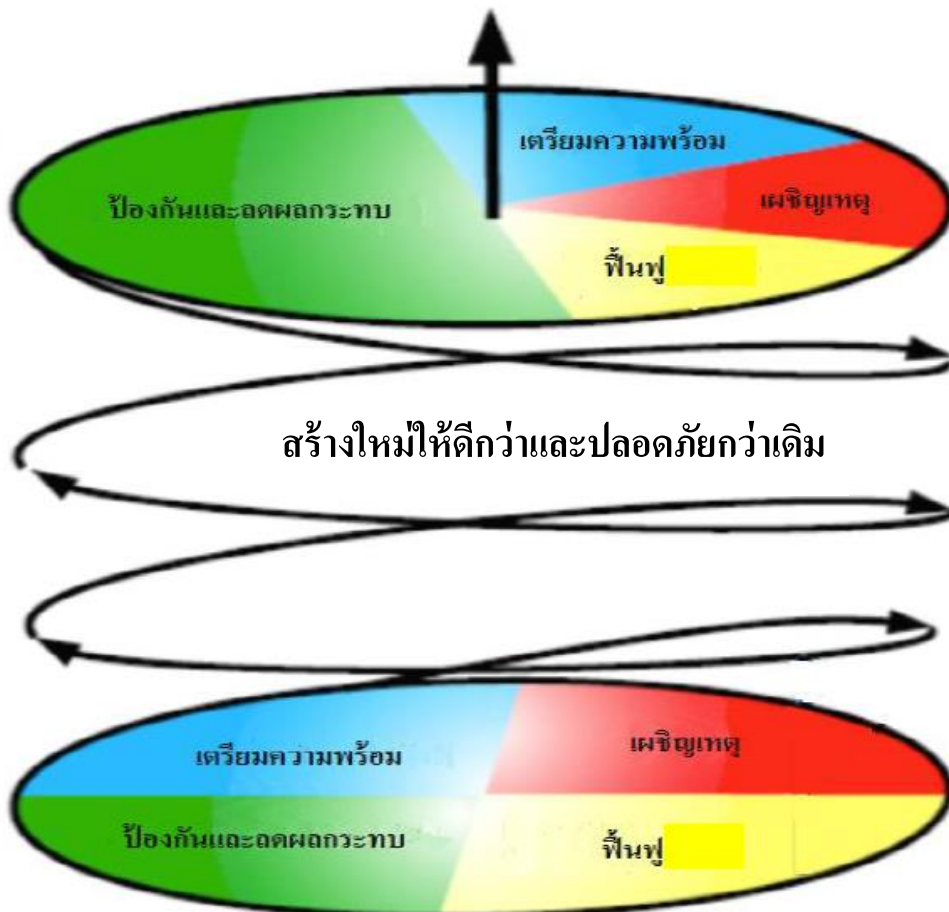 เตรียมความพร้อม
เผชิญเหตุ
ป้องกันและลดผลกระทบ
ฟื้นฟู
สร้างใหม่ให้ดีกว่าและปลอดภัยกว่าเดิม
เตรียมความพร้อม
เผชิญเหตุ
ป้องกันและลดผลกระทบ
ฟื้นฟู